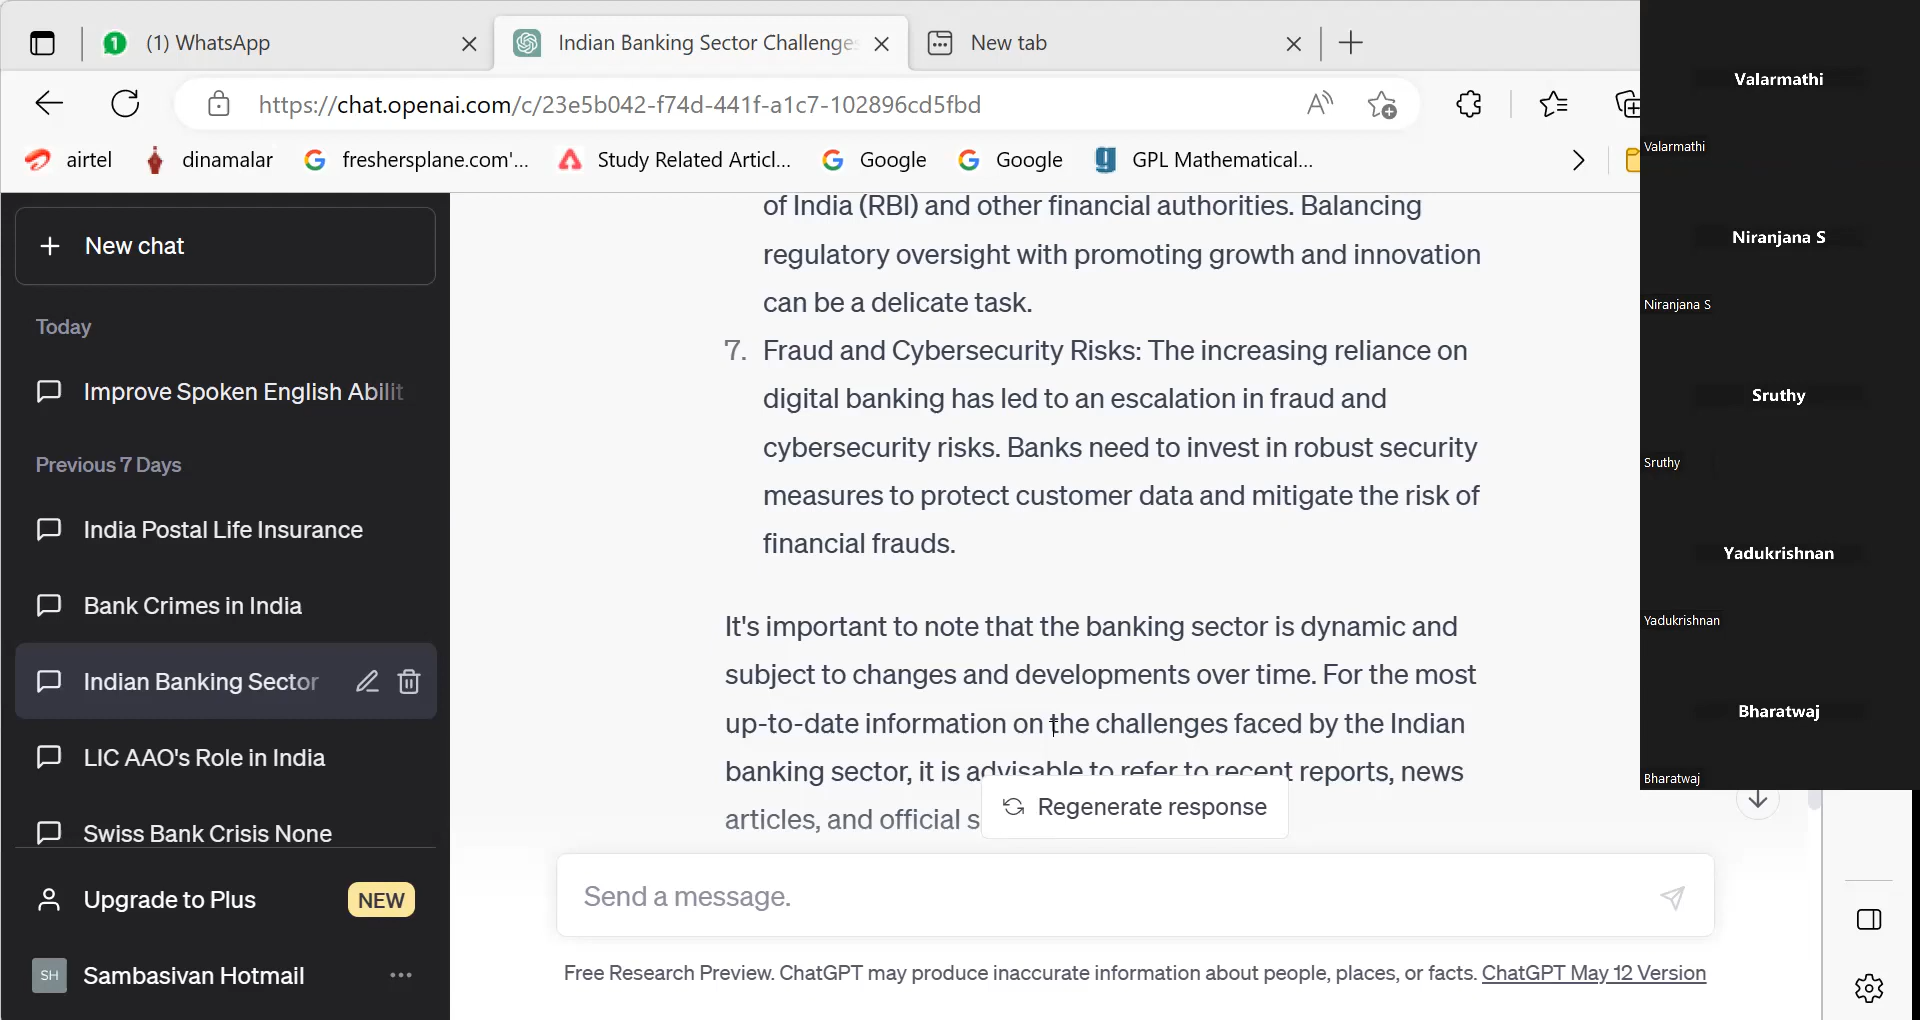 1 (1) WhatsApp
Indian Banking Sector Challenge
New tab
https://chat.openai.com/c/23e5b042-f74d-441f-a1c7-102896cd5fbd
airtel dinamalar freshersplane.com'... Study Related Articl... Google Google GPL Mathematical...
New chat
Today
Improve Spoken English Abilit
Previous 7 Days
India Postal Life Insurance
Bank Crimes in India
Indian Banking Sector
LIC AAO's Role in India
Swiss Bank Crisis None
Upgrade to Plus NEW
SH Sambasivan Hotmail
of India (RBI) and other financial authorities. Balancing
regulatory oversight with promoting growth and innovation
can be a delicate task.
7. Fraud and Cybersecurity Risks: The increasing reliance on
digital banking has led to an escalation in fraud and
cybersecurity risks. Banks need to invest in robust security
measures to protect customer data and mitigate the risk of
financial frauds.
It's important to note that the banking sector is dynamic and
subject to changes and developments over time. For the most
up-to-date information on the challenges faced by the Indian
banking sector, it is advisable to refer to recent reports, news
articles, and official s
Regenerate response
Send a message.
Free Research Preview. ChatGPT may produce inaccurate information about people, places, or facts. ChatGPT May 12 Version
Valarmathi
Valarmathi
Niranjana S
Niranjana S
Sruthy
Sruthy
Yadukrishnan
Yadukrishnan
Bharatwaj
Bharatwaj